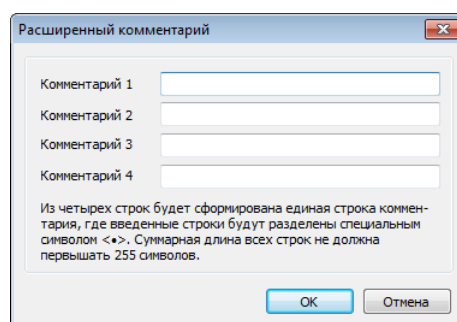 Расширенный комментарий
Комментарий 1
Комментарий 2
Комментарий 3
Комментарий 4
Из четырех строк будет сформирована единая строка коммен-
тария, где введенные строки будут разделены специальным
символом <•>. Суммарная длина всех строк не должна
первышать 255 символов.
ОК
Отмена